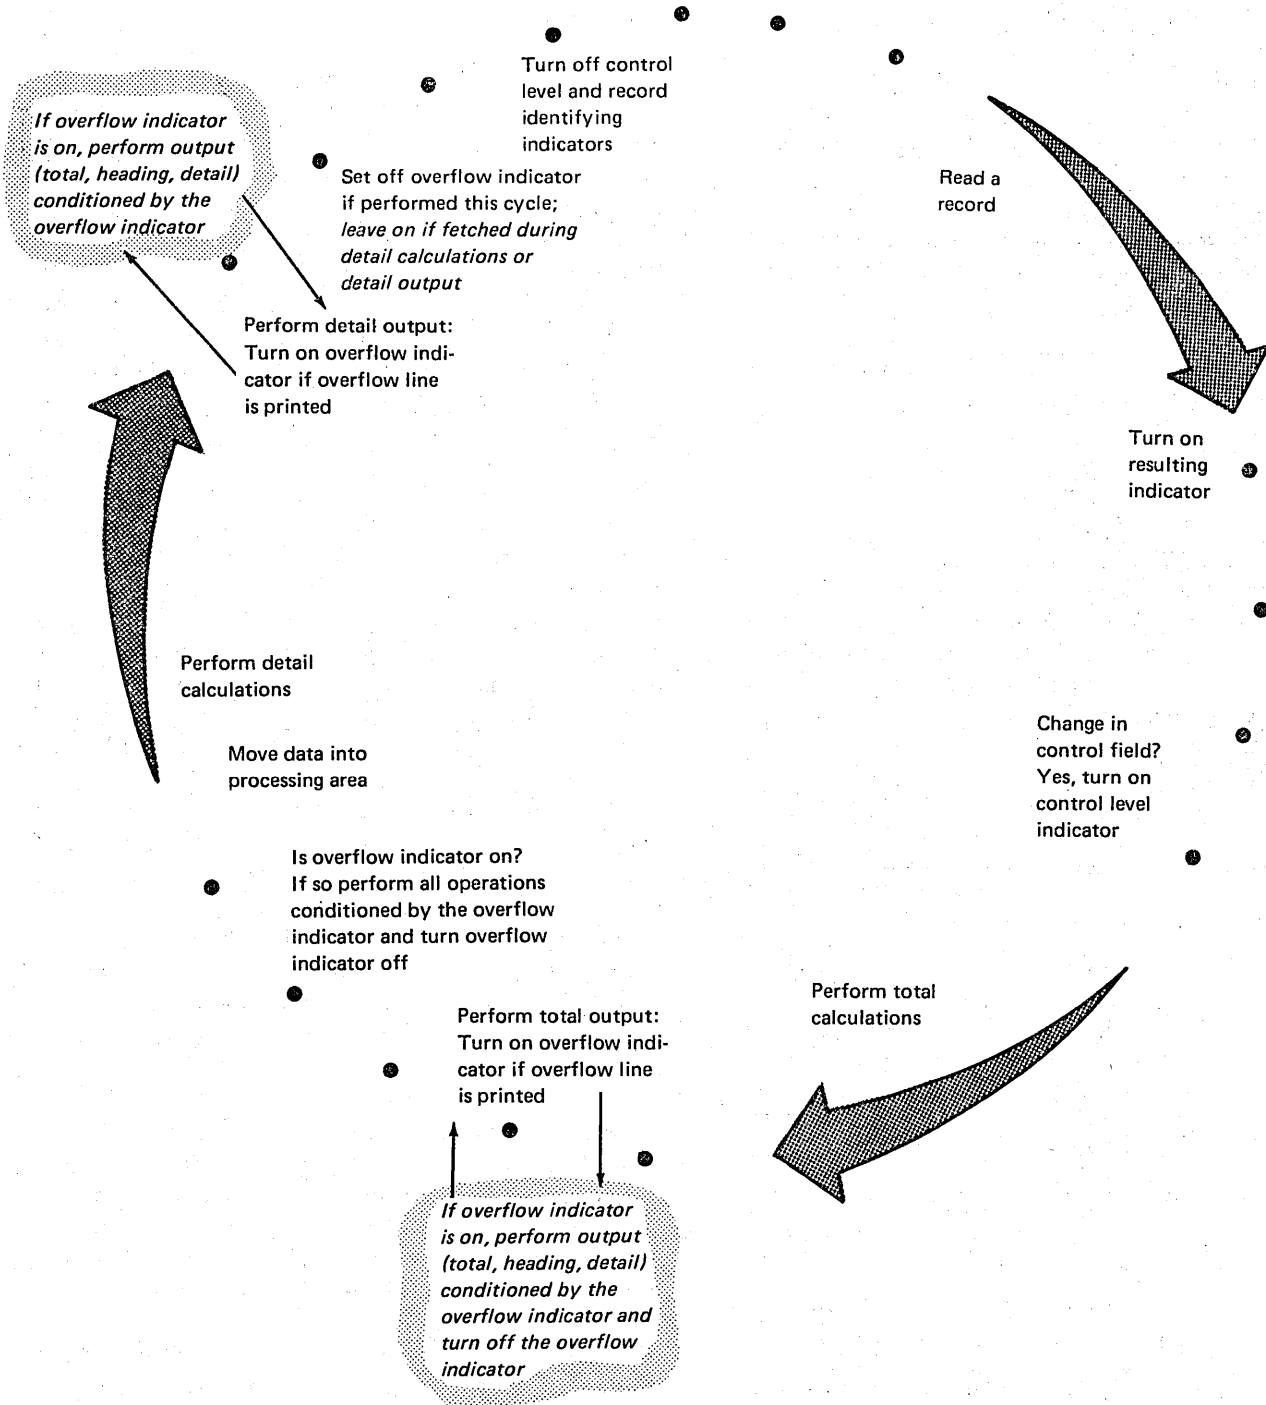 Turn off control
level and record
identifying
indicators
If overflow indicator
is on, perform output
(total, heading, detail)
conditioned by the
overflow indicator
Set off overflow indicator
if performed this cycle;
leave on if fetched during
detail calculations or
detail output
Read a
record
Perform detail output:
Turn on overflow indi-
cator if overflow line
is printed
Turn on
resulting
indicator
Perform detail
calculations
Change in
control field?
Yes, turn on
control level
indicator
Move data into
processing area
Is overflow indicator on?
If so perform all operations
conditioned by the overflow
indicator and turn overflow
indicator off
Perform total
calculations
Perform total output:
Turn on overflow indi-
cator if overflow line
is printed
If overflow indicator
is on, perform output
(total, heading, detail)
conditioned by the
overflow indicator and
turn off the overflow
indicator